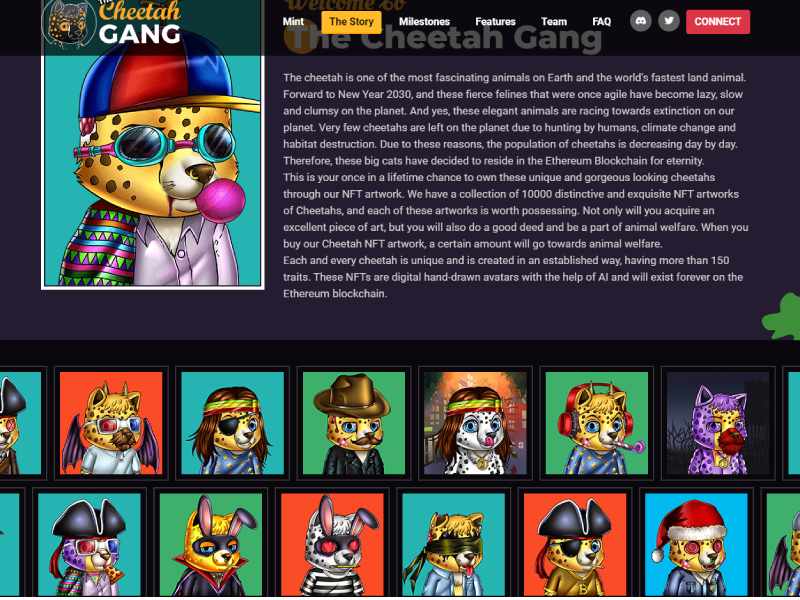 The
Cheetah
GANG
Mint
The Story
Milestones
Features
Team
FAQ
CONNECT
Welcome to
The Cheetah Gang
The cheetah is one of the most fascinating animals on Earth and the world's fastest land animal.
Forward to New Year 2030, and these fierce felines that were once agile have become lazy, slow
and clumsy on the planet. And yes, these elegant animals are racing towards extinction on our
planet. Very few cheetahs are left on the planet due to hunting by humans, climate change and
habitat destruction. Due to these reasons, the population of cheetahs is decreasing day by day.
Therefore, these big cats have decided to reside in the Ethereum Blockchain for eternity.
This is your once in a lifetime chance to own these unique and gorgeous looking cheetahs
through our NFT artwork. We have a collection of 10000 distinctive and exquisite NFT artworks
of Cheetahs, and each of these artworks is worth possessing. Not only will you acquire an
excellent piece of art, but you will also do a good deed and be a part of animal welfare. When you
buy our Cheetah NFT artwork, a certain amount will go towards animal welfare.
Each and every cheetah is unique and is created in an established way, having more than 150
traits. These NFTs are digital hand-drawn avatars with the help of AI and will exist forever on the
Ethereum blockchain.